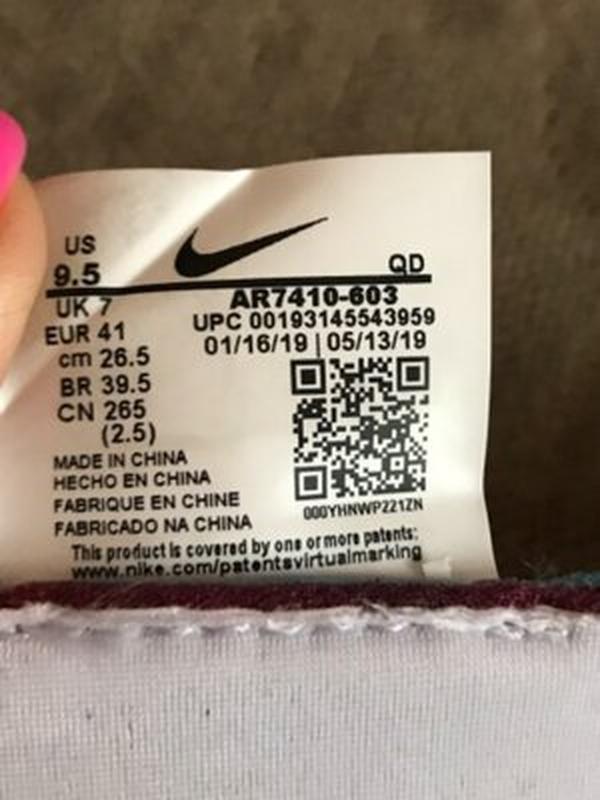 US
9.5
QD
UK 7
AR7410-603
EUR 41
UPC 00193145543959
cm 26.5
01/16/19 | 05/13/19
BR 39.5
CN 265
(2.5)
MADE IN CHINA
HECHO EN CHINA
FABRIQUE EN CHINE
FABRICADO NA CHINA
000YHNWP221ZN
This product is covered by one or more patents:
www.nike.com/patentsvirtualmarking